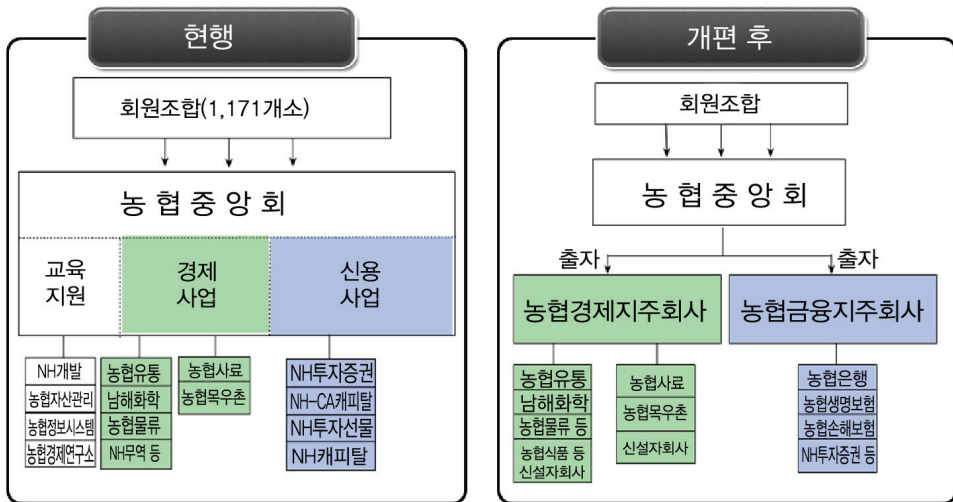 현행
회원조합(1,171개소)
농협중앙회
교육
지원
경제
사업
신용
사업
NH개발
농협자산관리
농협정보시스템
농협경제연구소
농협유통
남해화학
농협물류
NH무역 등
농협사료
농협목우촌
NH투자증권
NH-CA캐피탈
NH투자선물
NH캐피탈
개편 후
회원조합
농협중앙회
출자
출자
농협경제지주회사
농협금융지주회사
농협유통
남해화학
농협물류 등
농협식품 등
신설자회사
농협사료
농협목우촌
신설자회사
농협은행
농협생명보험
농협손해보험
NH투자증권 등